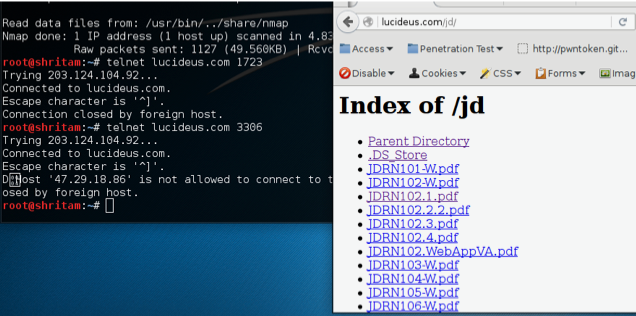 Read data files from: /usr/bin/../share/nmap
Nmap done: 1 IP address (1 host up) scanned in 4.83
Raw packets sent: 1127 (49.560KB) | Rcvd
root@shritam:~# telnet lucideus.com 1723
Trying 203.124.104.92...
Connected to lucideus.com.
Escape character is '^]'.
Connection closed by foreign host.
root@shritam:~# telnet lucideus.com 3306
Trying 203.124.104.92...
Connected to lucideus.com.
Escape character is '^]'.
Host '47.29.18.86' is not allowed to connect to t
osed by foreign host.
root@shritam:~#
lucideus.com/jd/
Access Penetration Test http://pwntoken.git...
Disable Cookies CSS Forms Imag
Index of /jd
Parent Directory
.DS_Store
JDRN101-W.pdf
JDRN102-W.pdf
JDRN102.1.pdf
JDRN102.2.2.pdf
JDRN102.3.pdf
JDRN102.4.pdf
JDRN102.WebAppVA.pdf
JDRN103-W.pdf
JDRN104-W.pdf
JDRN105-W.pdf
JDRN106-W.pdf